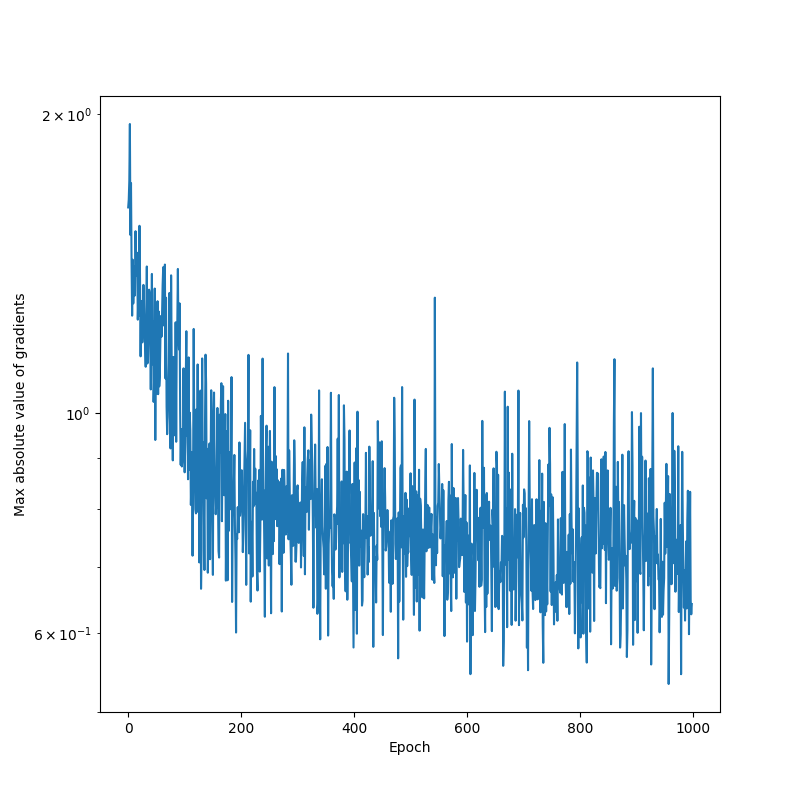 Max absolute value of gradients
2 × 10⁰
10⁰
6 × 10⁻¹
0 200 400 600 800 1000
Epoch